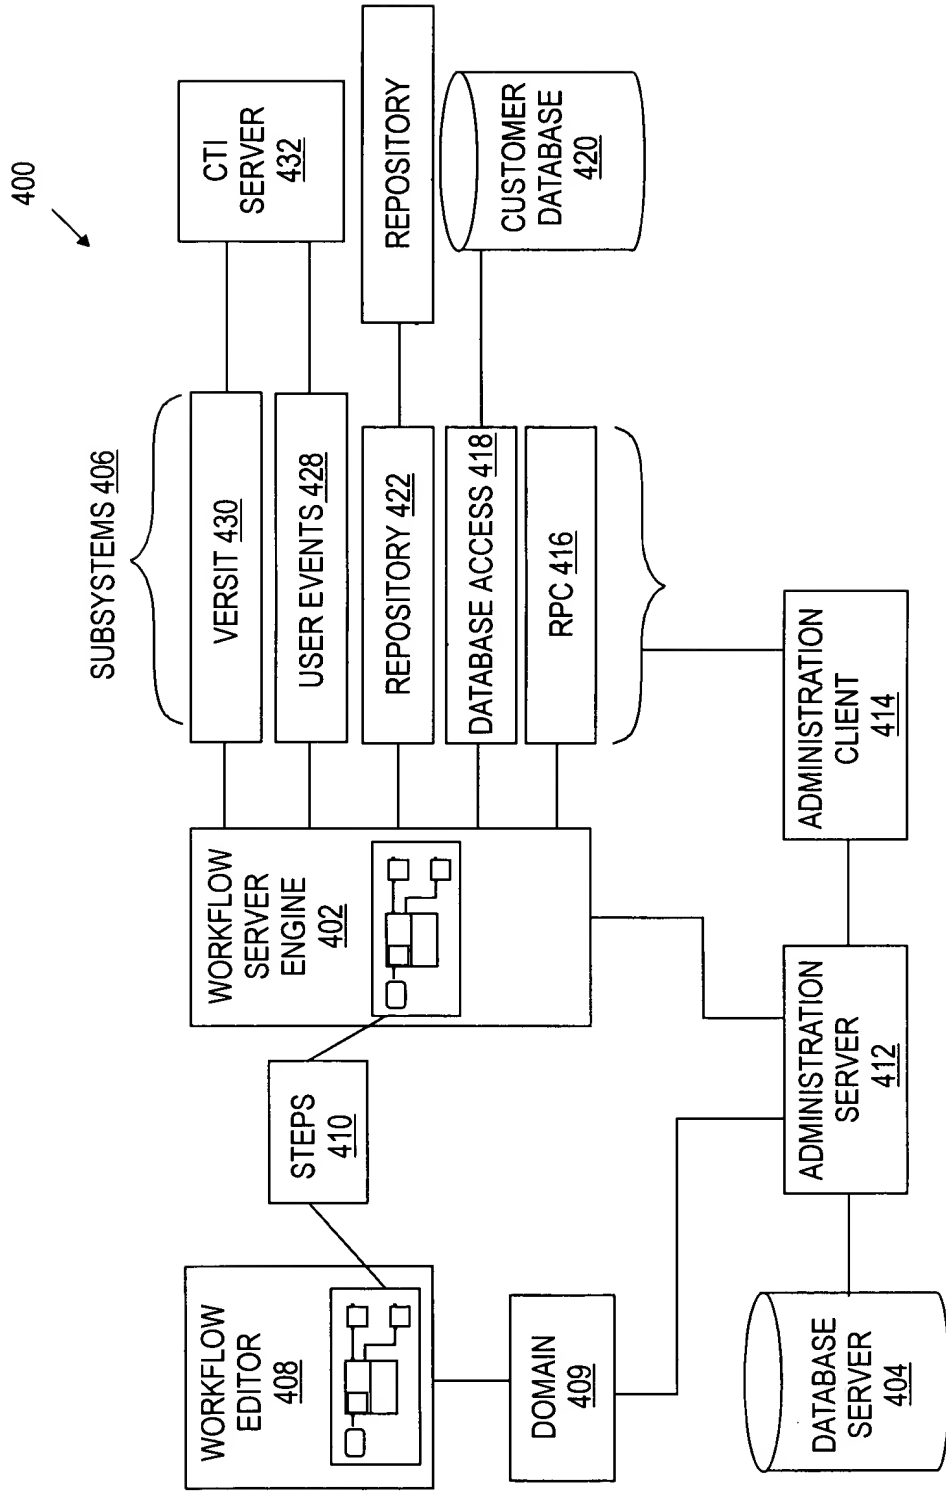 400
SUBSYSTEMS 406
WORKFLOW
EDITOR
408
STEPS
410
WORKFLOW
SERVER
ENGINE
402
VERSIT 430
USER EVENTS 428
REPOSITORY 422
DATABASE ACCESS 418
RPC 416
CTI
SERVER
432
REPOSITORY
CUSTOMER
DATABASE
420
DOMAIN
409
DATABASE
SERVER
404
ADMINISTRATION
SERVER
412
ADMINISTRATION
CLIENT
414